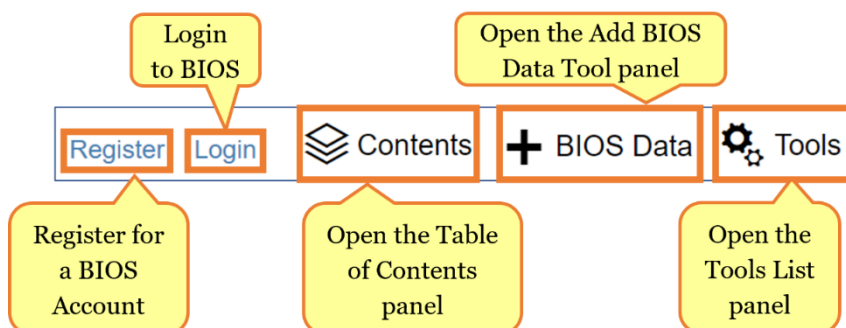 Login
to BIOS
Open the Add BIOS
Data Tool panel
Register
Login
Contents
BIOS Data
Tools
Register for
a BIOS
Account
Open the Table
of Contents
panel
Open the
Tools List
panel